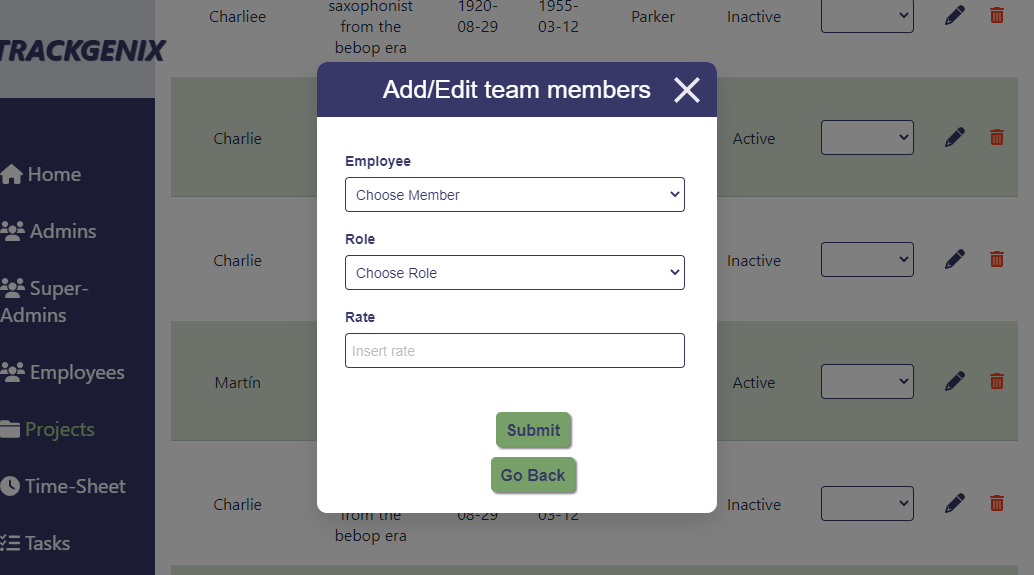 TRACKGENIX
Home
Admins
Super-
Admins
Employees
Projects
Time-Sheet
Tasks
Charliee
saxophonist
from the
bebop era
1920-
08-29
1955-
03-12
Parker
Inactive
Charlie
Active
Charlie
Inactive
Martín
Active
Charlie
from the
bebop era
08-29
03-12
Inactive
Add/Edit team members
Employee
Choose Member
Role
Choose Role
Rate
Insert rate
Submit
Go Back